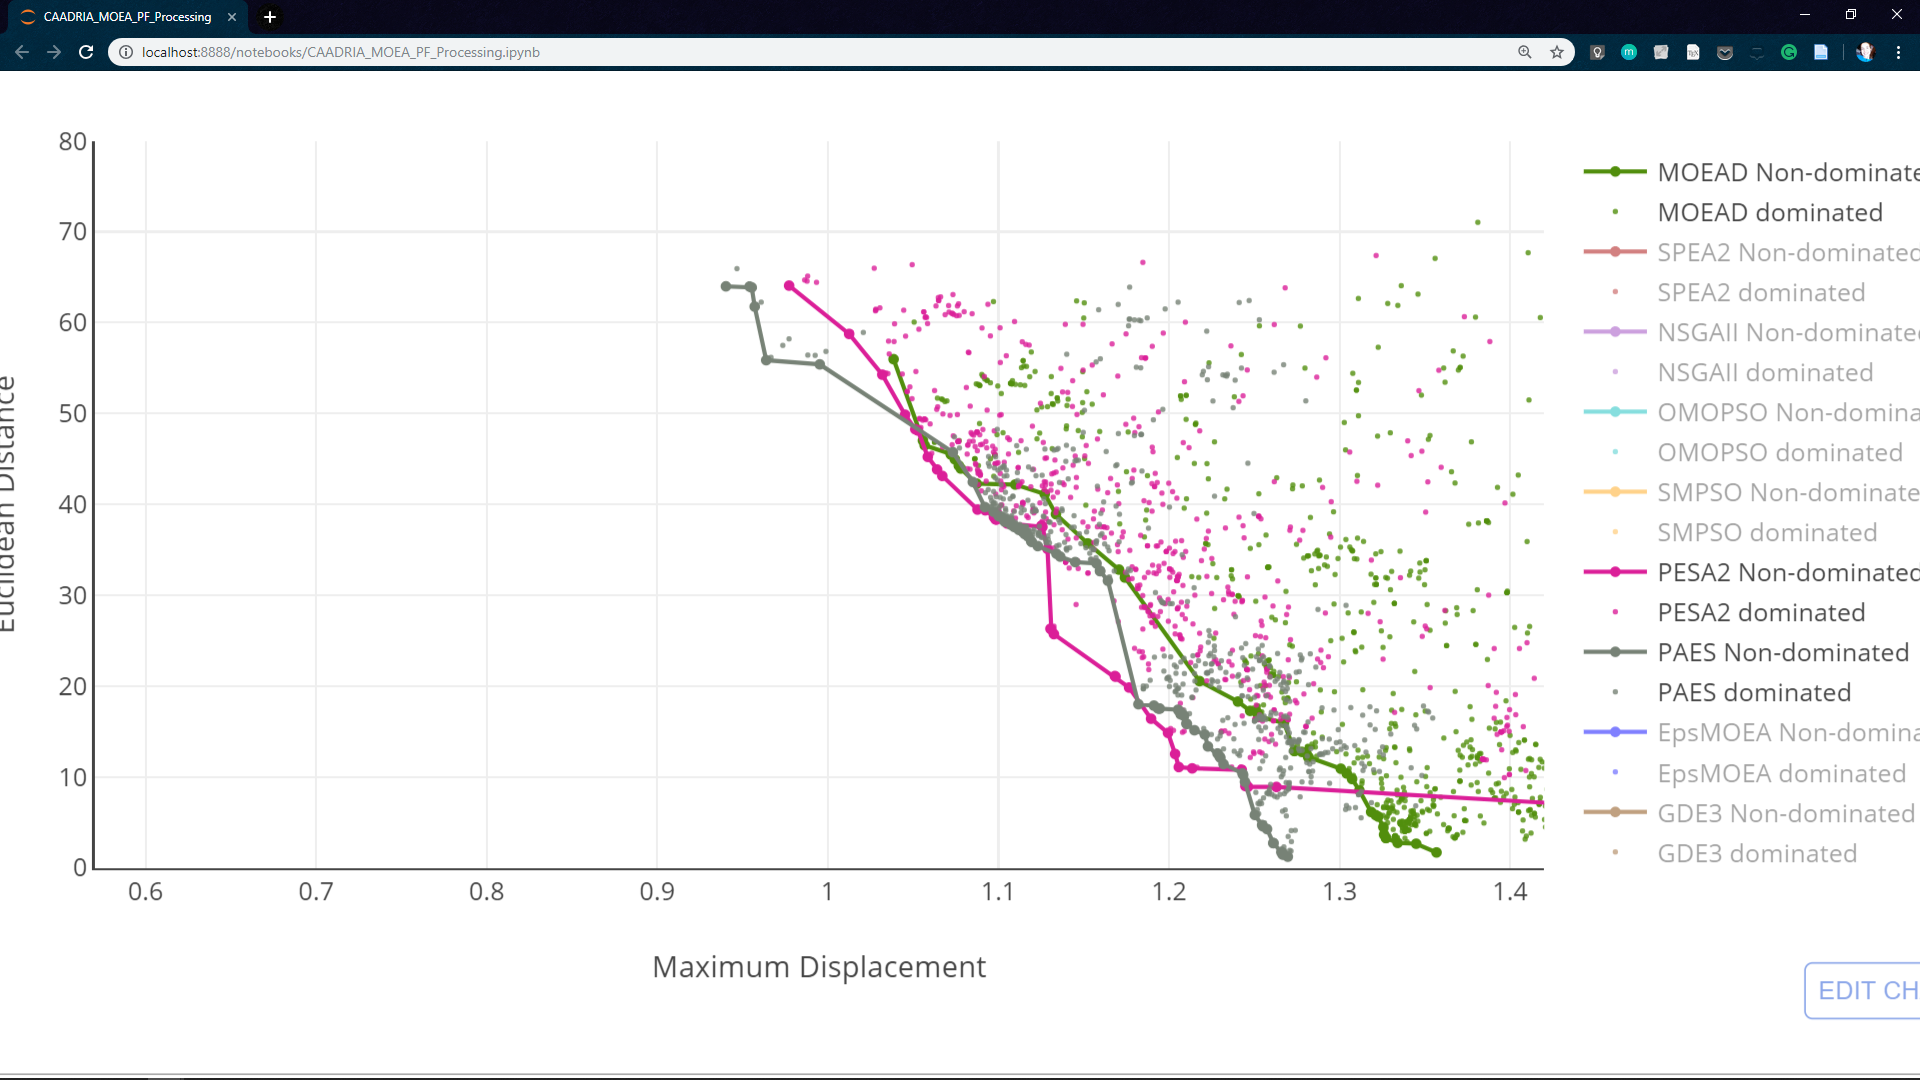 CAADRIA_MOEA_PF_Processing
localhost:8888/notebooks/CAADRIA_MOEA_PF_Processing.ipynb
80
70
60
50
40
30
20
10
0
0.6 0.7 0.8 0.9 1 1.1 1.2 1.3 1.4
Euclidean Distance
Maximum Displacement
MOEAD Non-dominate
MOEAD dominated
SPEA2 Non-dominated
SPEA2 dominated
NSGAII Non-dominated
NSGAII dominated
OMOPSO Non-domina
OMOPSO dominated
SMPSO Non-dominate
SMPSO dominated
PESA2 Non-dominated
PESA2 dominated
PAES Non-dominated
PAES dominated
EpsMOEA Non-domina
EpsMOEA dominated
GDE3 Non-dominated
GDE3 dominated
EDIT CH